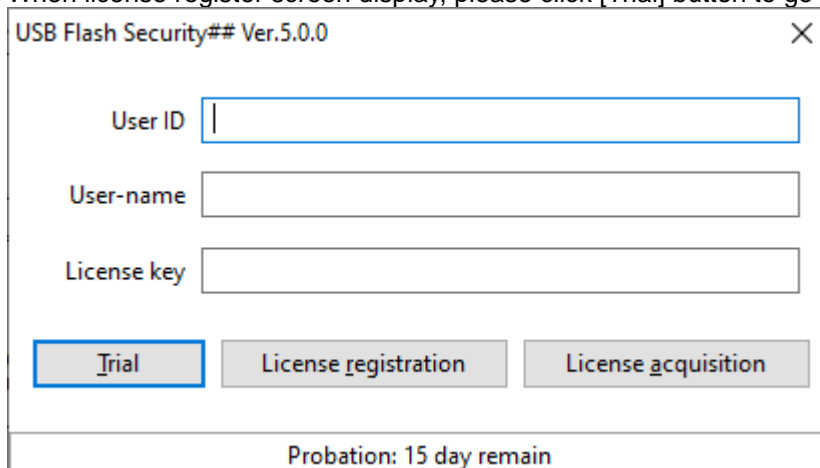 When license register screen display, please click [Trial] button to go
USB Flash Security## Ver.5.0.0
User ID
User-name
License key
Trial License registration License acquisition
Probation: 15 day remain